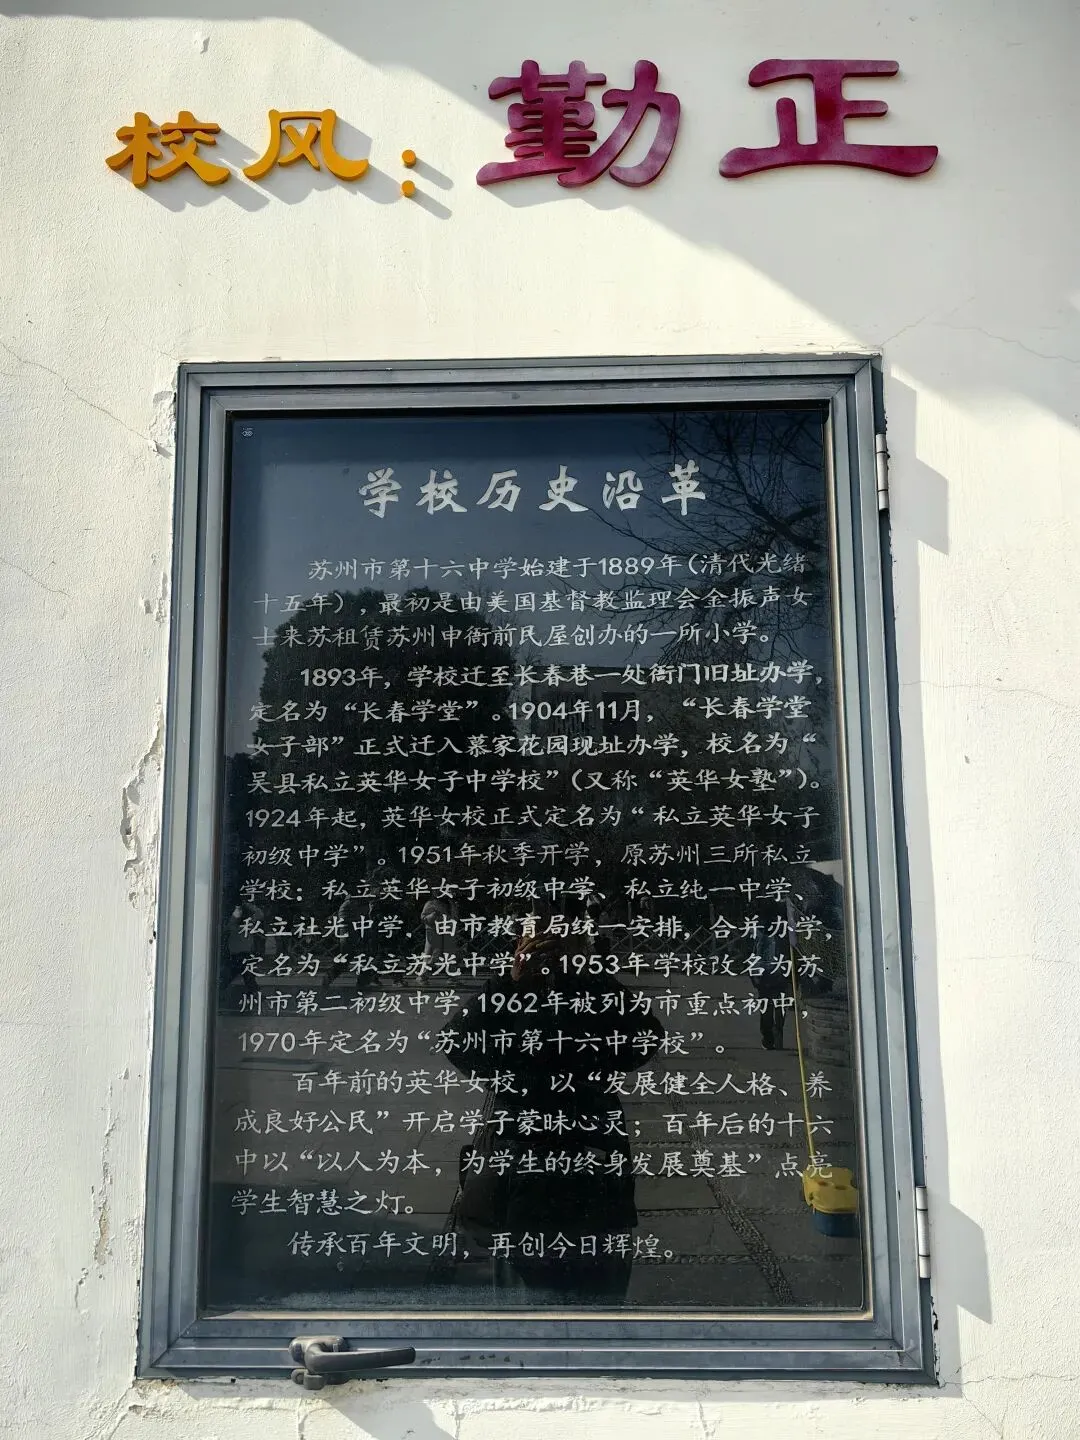 校风：勤正
学校历史沿革
苏州市第十六中学始建于1889年（清代光绪
十五年），最初是由美国基督教监理会金振声女
士来苏租赁苏州申衙前民屋创办的一所小学。
1893年，学校迁至长春巷一处衙门旧址办学，
定名为“长春学堂”。1904年11月，“长春学堂
女子部”正式迁入慕家花园现址办学，校名为“
吴县私立英华女子中学校”（又称“英华女塾”）。
1924年起，英华女校正式定名为“私立英华女子
初级中学”。1951年秋季开学，原苏州三所私立
学校：私立英华女子初级中学、私立纯一中学、
私立社光中学，由市教育局统一安排，合并办学，
定名为“私立苏光中学”。1953年学校改名为苏
州市第二初级中学，1962年被列为市重点初中，
1970年定名为“苏州市第十六中学校”。
百年前的英华女校，以“发展健全人格、养
成良好公民”开启学子蒙昧心灵；百年后的十六
中以“以人为本，为学生的终身发展奠基”点亮
学生智慧之灯。
传承百年文明，再创今日辉煌。